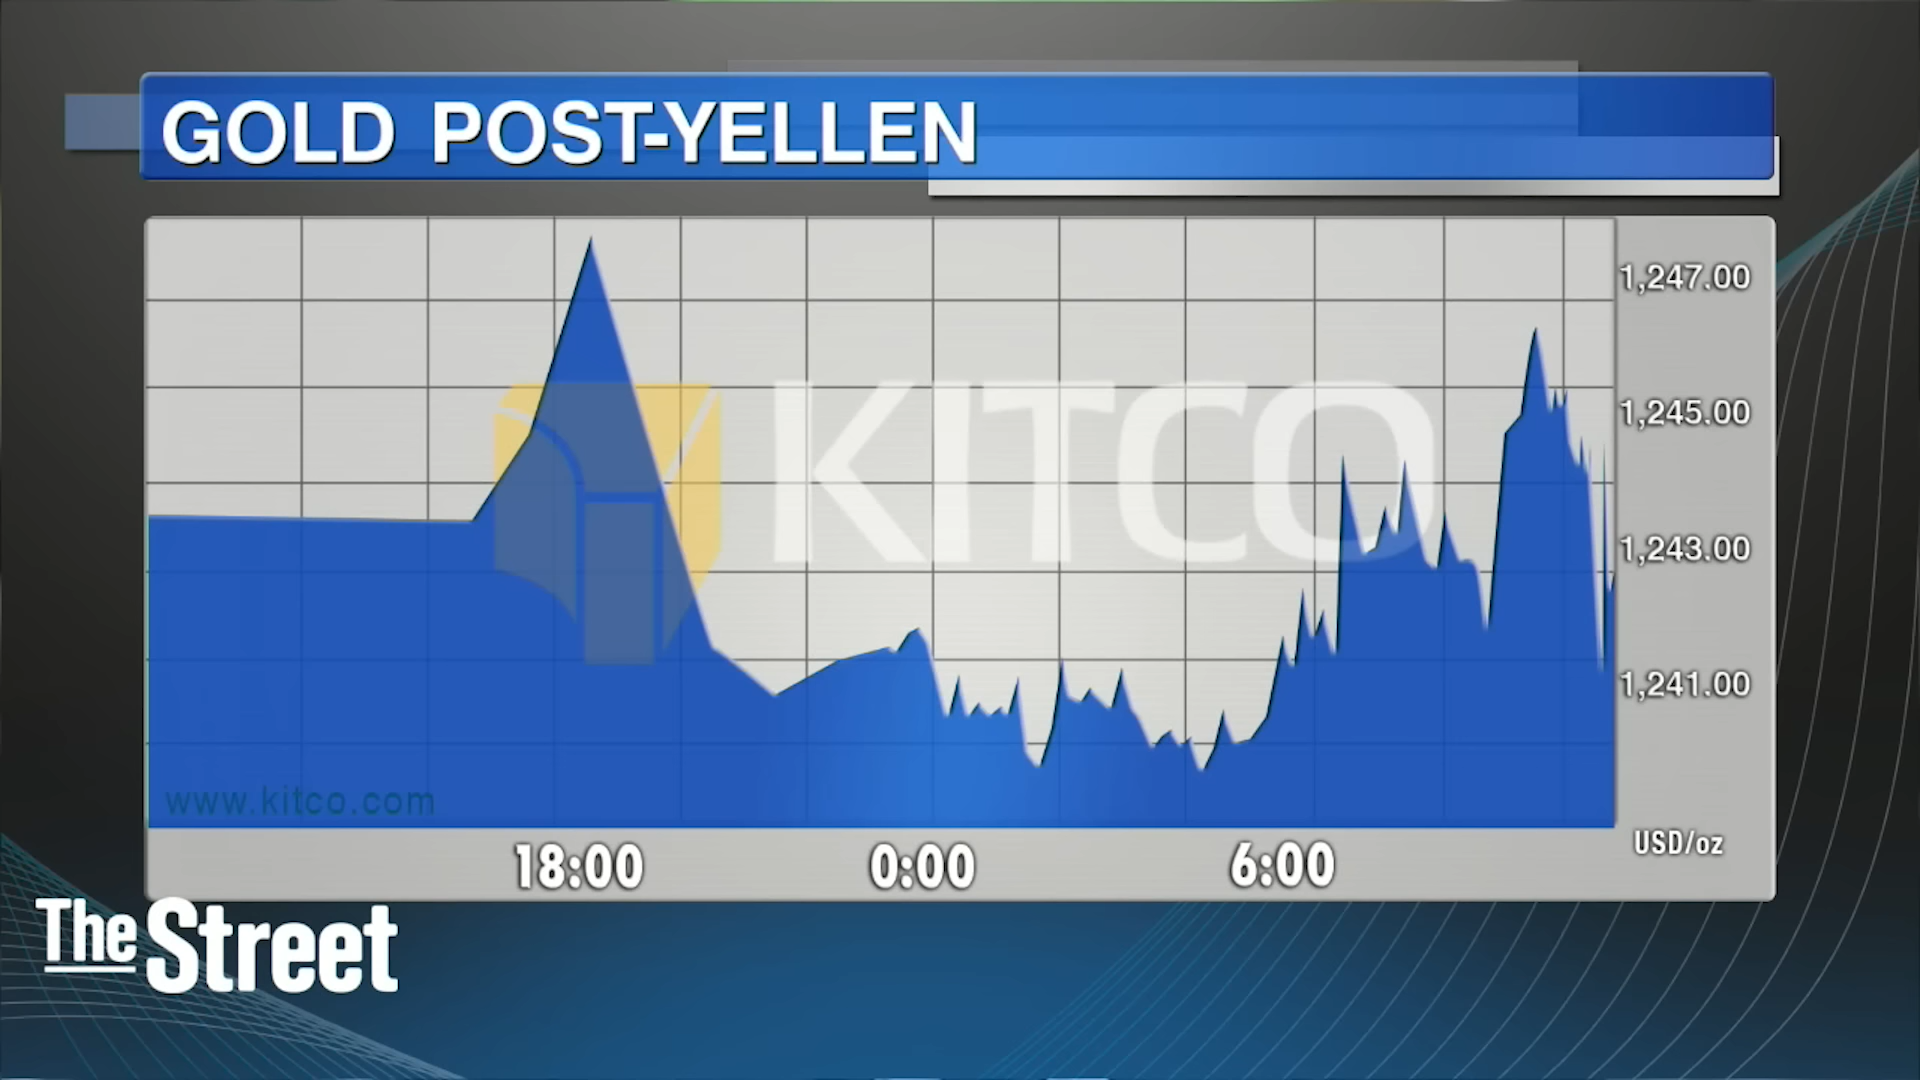 GOLD POST-YELLEN
1,247.00
KITCO
1,245.00
1,243.00
1,241.00
www.kitco.com
USD/oz
18:00 0:00 6:00
The Street